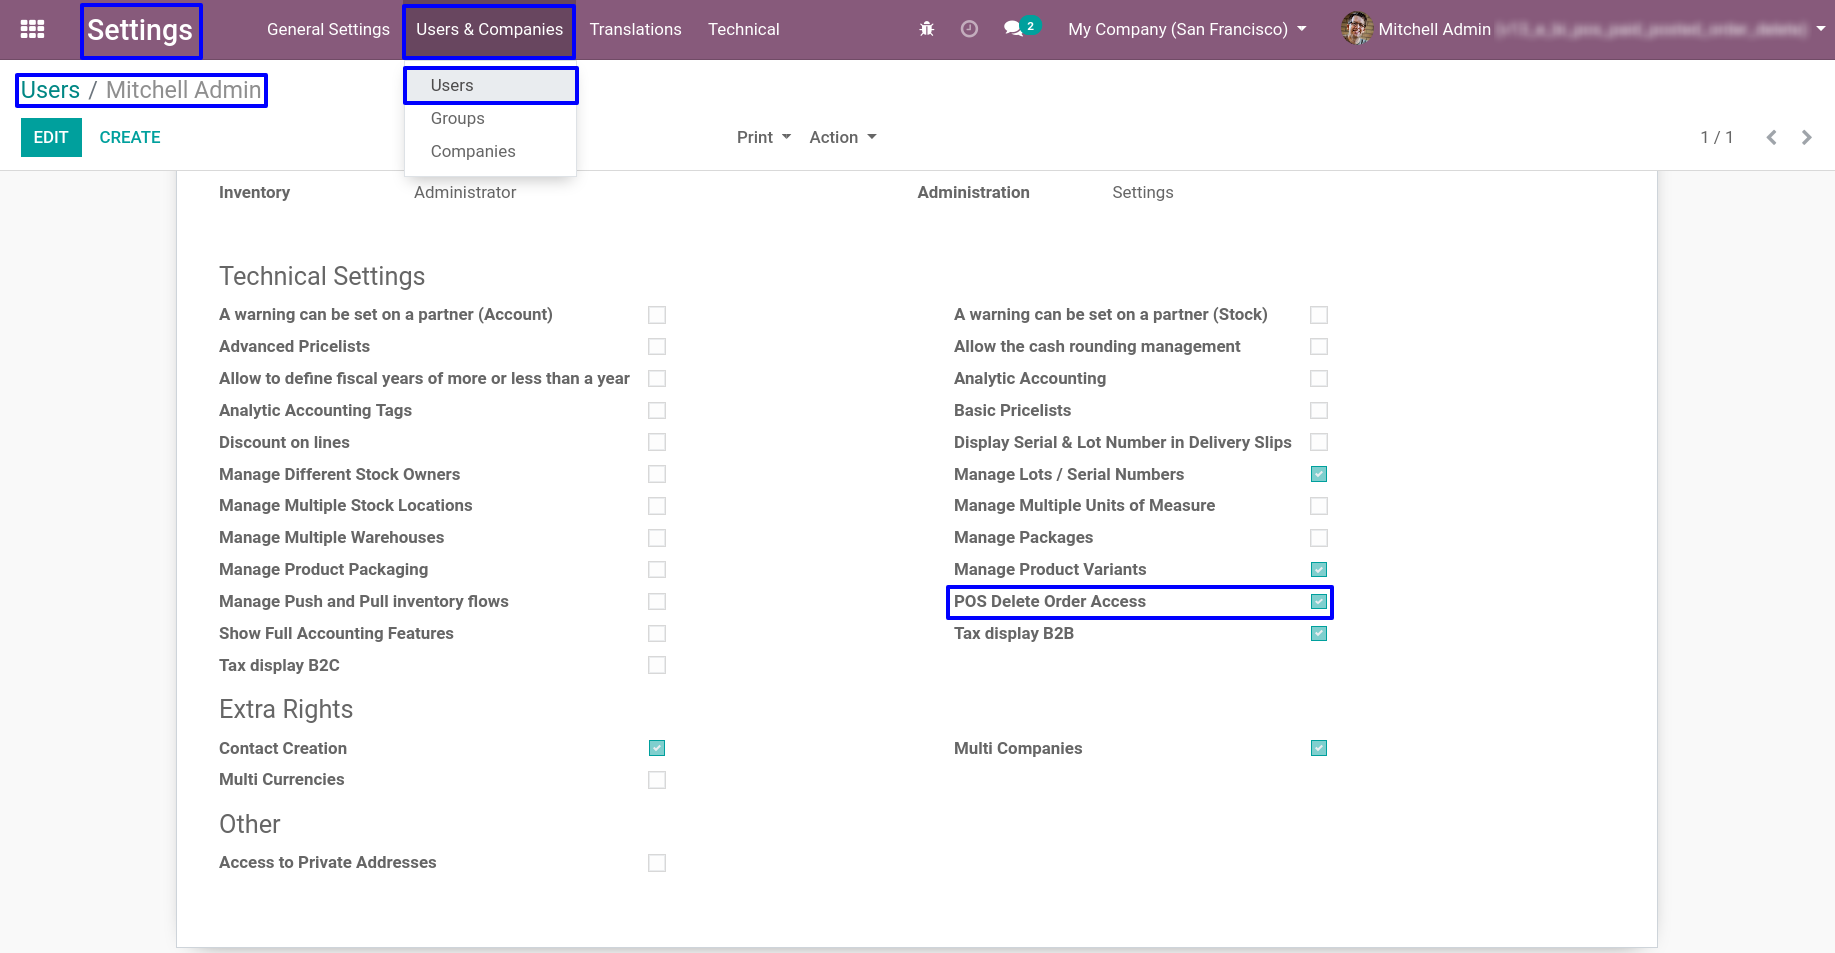 Settings General Settings Users & Companies Translations Technical 2 My Company (San Francisco) Mitchell Admin
Users / Mitchell Admin
Users
Groups
Companies
EDIT CREATE Print Action 1 / 1
Inventory Administrator Administration Settings
Technical Settings
A warning can be set on a partner (Account) A warning can be set on a partner (Stock)
Advanced Pricelists Allow the cash rounding management
Allow to define fiscal years of more or less than a year Analytic Accounting
Analytic Accounting Tags Basic Pricelists
Discount on lines Display Serial & Lot Number in Delivery Slips
Manage Different Stock Owners Manage Lots / Serial Numbers
Manage Multiple Stock Locations Manage Multiple Units of Measure
Manage Multiple Warehouses Manage Packages
Manage Product Packaging Manage Product Variants
Manage Push and Pull inventory flows POS Delete Order Access
Show Full Accounting Features Tax display B2B
Tax display B2C
Extra Rights
Contact Creation Multi Companies
Multi Currencies
Other
Access to Private Addresses